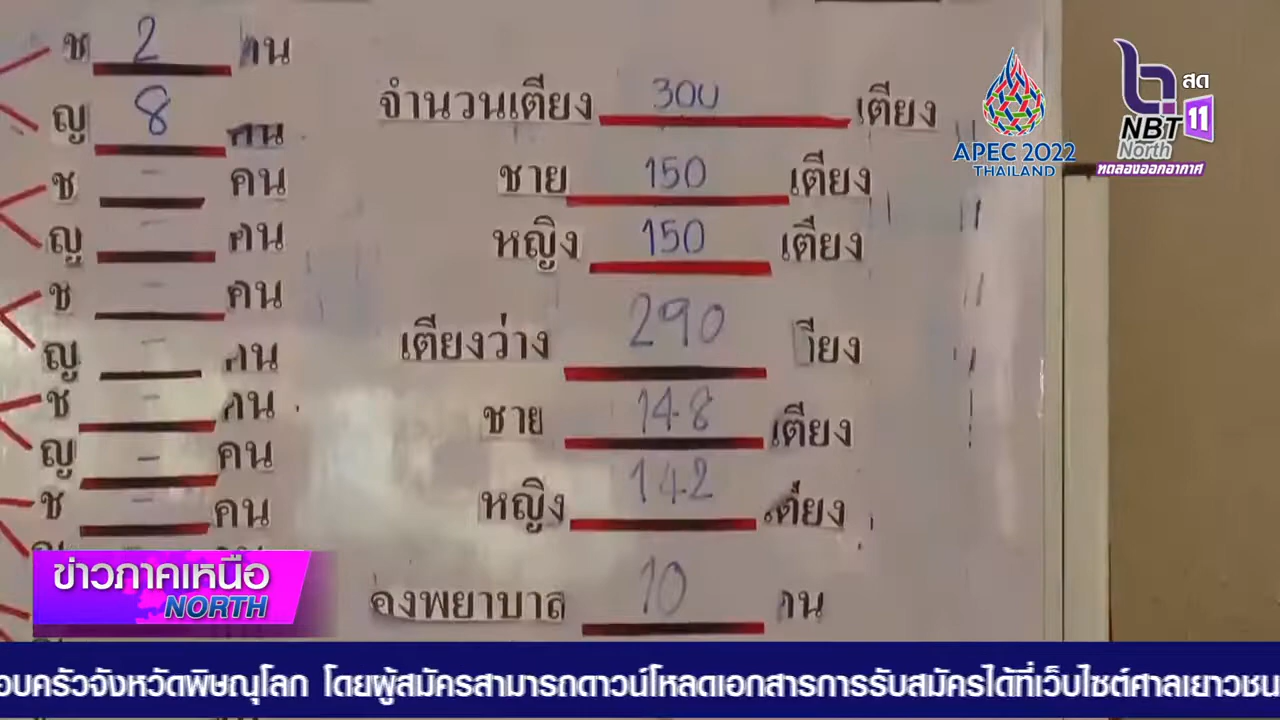 ช 2 คน
ญ 8 คน
ช - คน
ญ - คน
ช - คน
ญ - คน
ช - คน
ญ - คน
ช - คน
จำนวนเตียง 300 เตียง
ชาย 150 เตียง
หญิง 150 เตียง
เตียงว่าง 290 เตียง
ชาย 148 เตียง
หญิง 142 เตียง
คงพยาบาล 10 คน
APEC 2022
THAILAND
สด
NBT 11
North
ทดลองออกอากาศ
ข่าวภาคเหนือ
NORTH
อบครัวจังหวัดพิษณุโลก โดยผู้สมัครสามารถดาวน์โหลดเอกสารการรับสมัครได้ที่เว็บไซต์ศาลเยาวชน